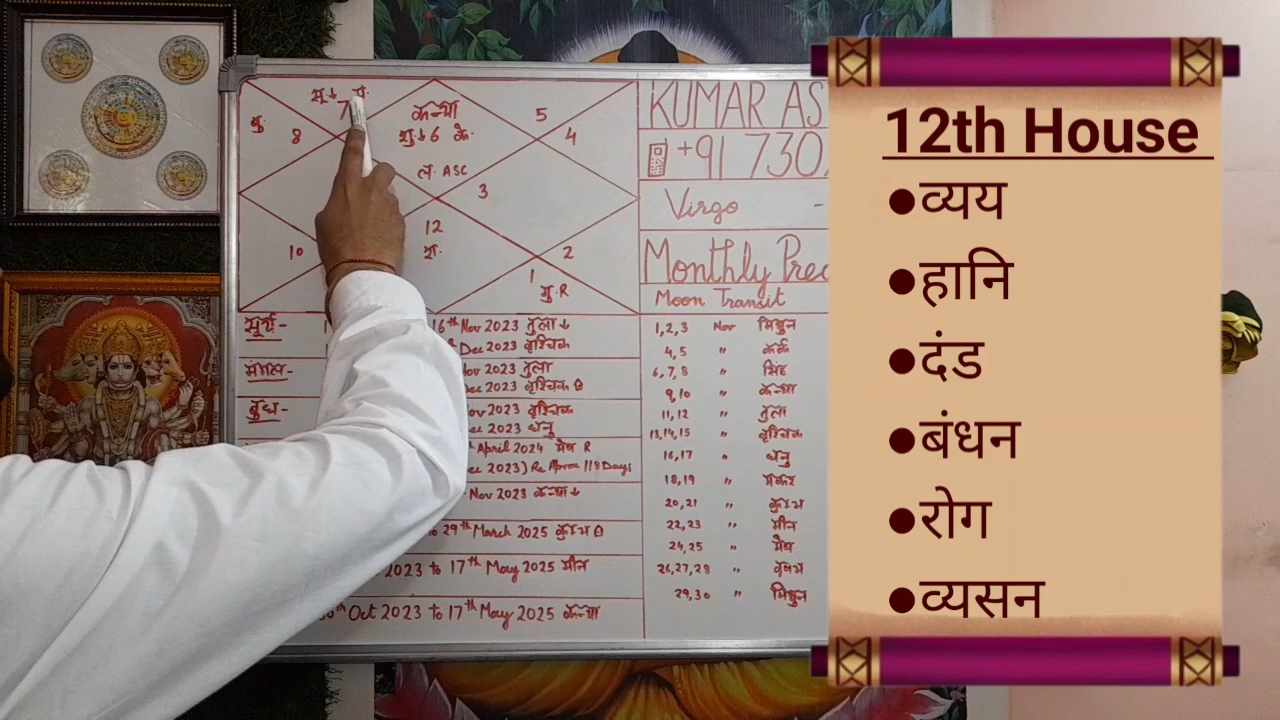 सू↓ मं.
7
कन्या
5
बु.
8
शु↓ 6 के.
4
ल. ASC
3
12
रा.
10
2
1
गु. R
सूर्य-
16th Nov 2023 तुला ↓
Dec 2023 वृश्चिक
मंगल-
Nov 2023 तुला
Dec 2023 वृश्चिक
बुध-
Nov 2023 वृश्चिक
Dec 2023 धनु
April 2024 मेष R
2023) Re Move 118 Days
Nov 2023 कन्या ↓
to 29th March 2025 कुंभ
2023 to 17th May 2025 मीन
Oct 2023 to 17th May 2025 कन्या
KUMAR AS
+91 730
Virgo -
Monthly Prec
Moon Transit
1,2,3 Nov मिथुन
4,5 " कर्क
6,7,8 " सिंह
9,10 " कन्या
11,12 " तुला
13,14,15 " वृश्चिक
16,17 " धनु
18,19 " मकर
20,21 " कुंभ
22,23 " मीन
24,25 " मेष
26,27,28 " वृषभ
29,30 " मिथुन
12th House
●व्यय
●हानि
●दंड
●बंधन
●रोग
●व्यसन